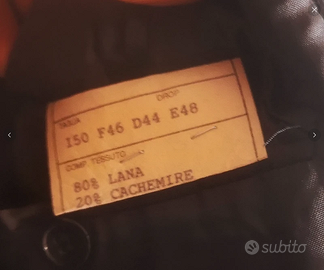 TAGLIA DROP
150 F46 D44 E48
COMP. TESSUTO
80% LANA
20% CACHEMIRE
subito